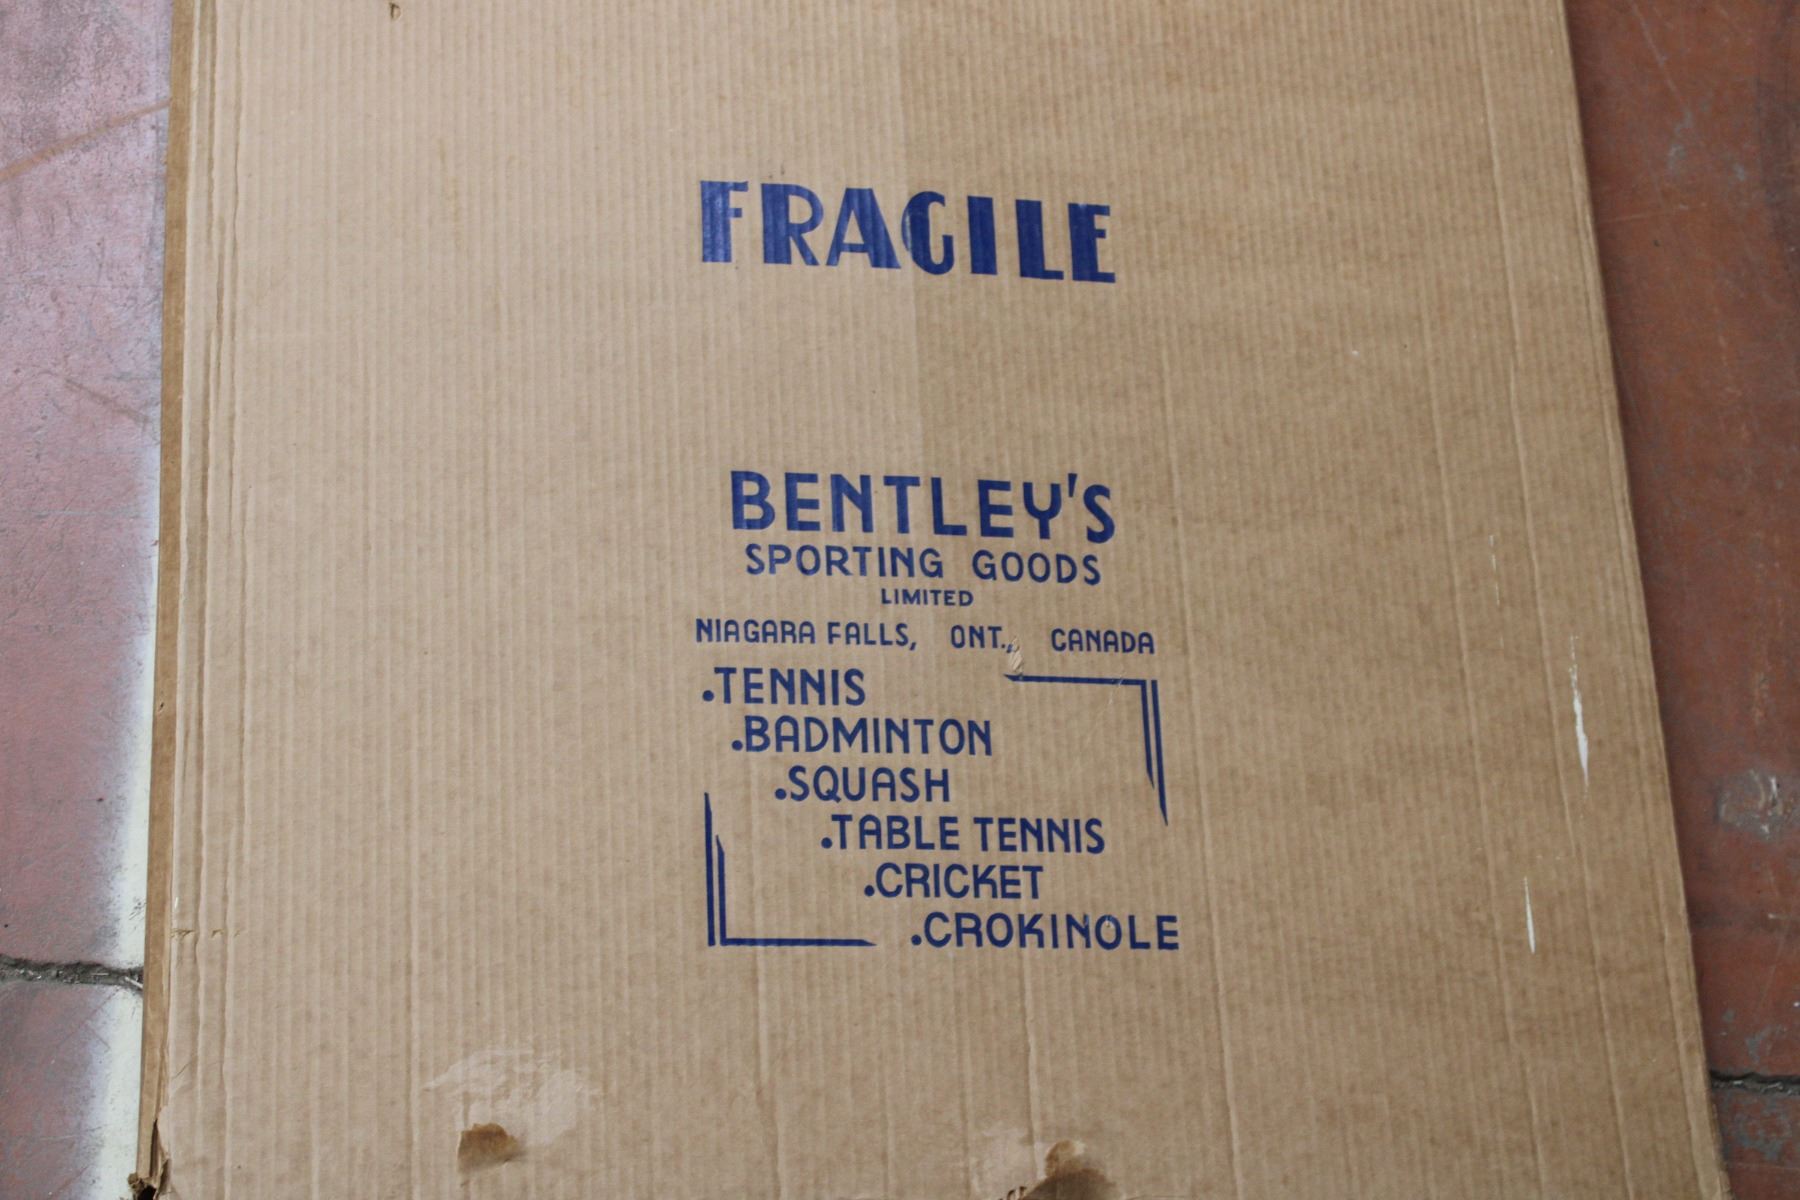 FRAGILE
BENTLEY'S
SPORTING GOODS
LIMITED
NIAGARA FALLS, ONT., CANADA
.TENNIS
.BADMINTON
.SQUASH
.TABLE TENNIS
.CRICKET
.CROKINOLE